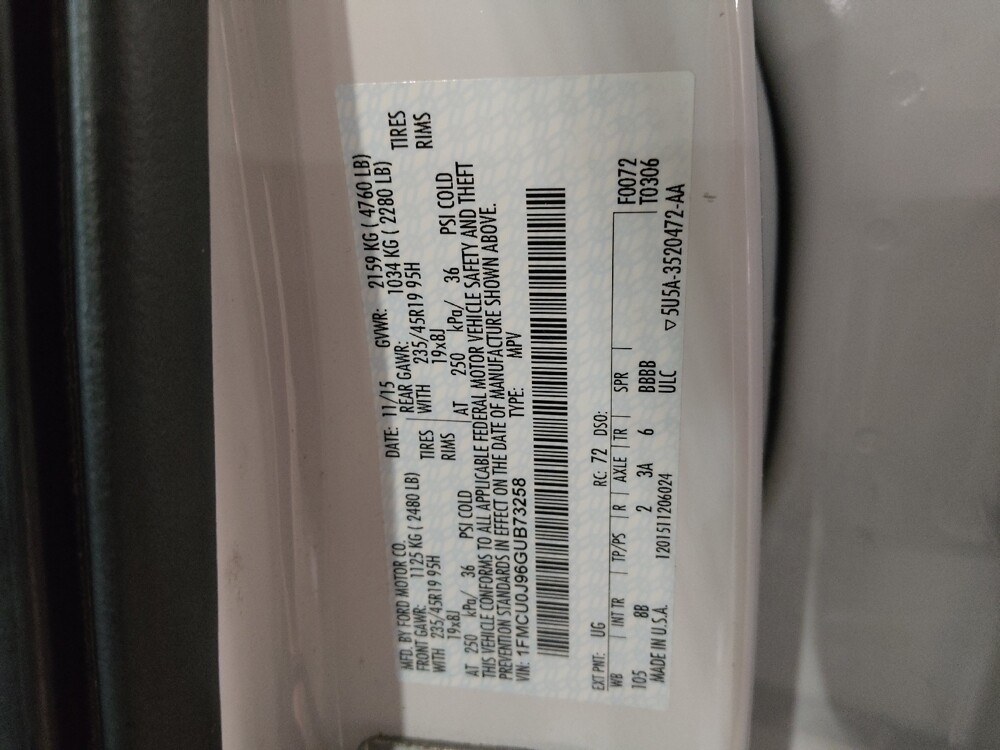 MFD. BY FORD MOTOR CO. DATE: 11/15 GVWR: 2159 KG ( 4760 LB)
FRONT GAWR: 1125 KG ( 2480 LB) REAR GAWR: 1034 KG ( 2280 LB)
WITH 235/45R19 95H TIRES WITH 235/45R19 95H TIRES
19x8J RIMS 19x8J RIMS
AT 250 kPa/ 36 PSI COLD AT 250 kPa/ 36 PSI COLD
THIS VEHICLE CONFORMS TO ALL APPLICABLE FEDERAL MOTOR VEHICLE SAFETY AND THEFT
PREVENTION STANDARDS IN EFFECT ON THE DATE OF MANUFACTURE SHOWN ABOVE.
VIN: 1FMCU0J96GUB73258 TYPE: MPV
EXT PNT: UG RC: 72 DSO:
WB INT TR TP/PS R AXLE TR SPR F0072
105 8B 2 3A 6 BBBB T0306
MADE IN U.S.A. 1201511206024 ULC ▽5U5A-3520472-AA